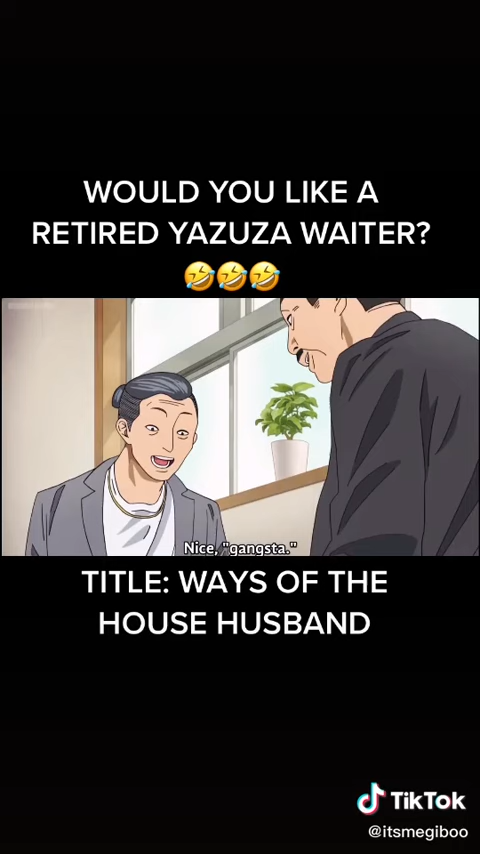 WOULD YOU LIKE A
RETIRED YAZUZA WAITER?
🤣🤣🤣
Nice, "gangsta."
TITLE: WAYS OF THE
HOUSE HUSBAND
TikTok
@itsmegiboo